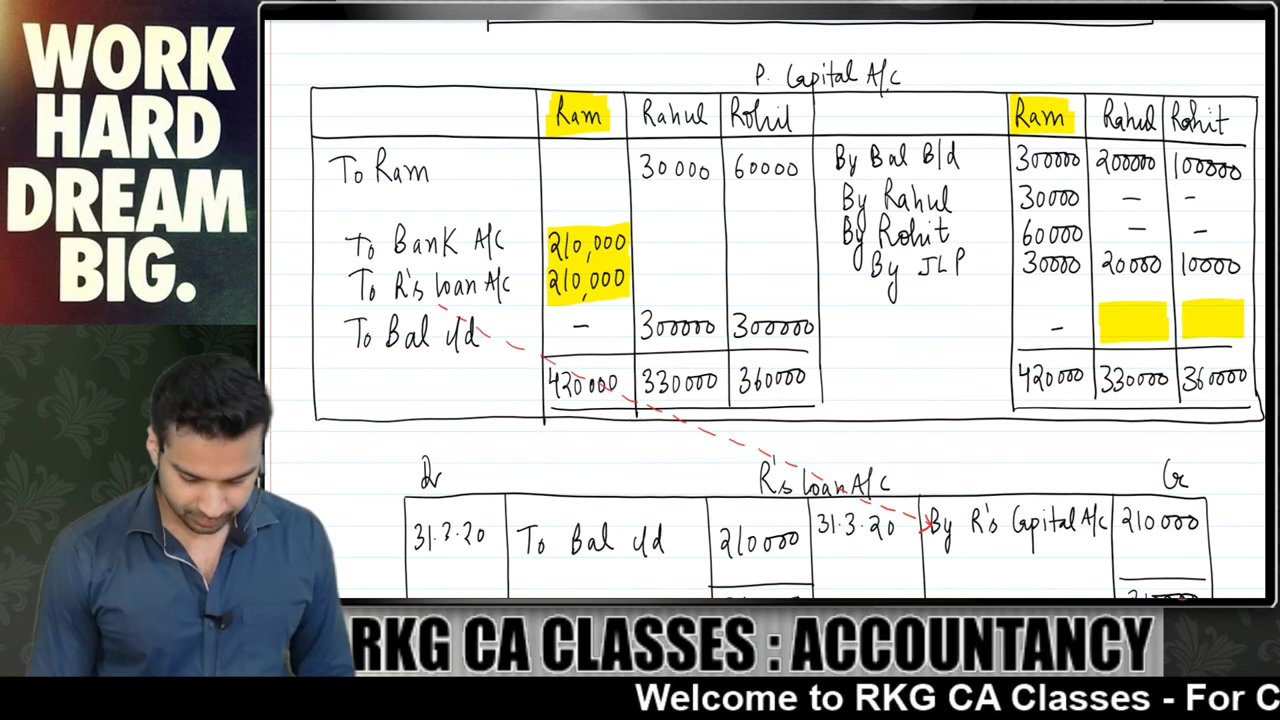 WORK
HARD
DREAM
BIG.
P. Capital A/c
Ram Rahul Rohit Ram Rahul Rohit
To Ram 30000 60000 By Bal B/d 300000 200000 100000
By Rahul 30000 – –
To Bank A/c 210,000 By Rohit 60000 – –
To R's loan A/c 210,000 By JLP 30000 20000 10000
To Bal c/d – 300000 300000 –
420000 330000 360000 420000 330000 360000
Dr R's loan A/c Cr
31.3.20 To Bal c/d 210000 31.3.20 By R's Capital A/c 210000
RKG CA CLASSES : ACCOUNTANCY
Welcome to RKG CA Classes - For C